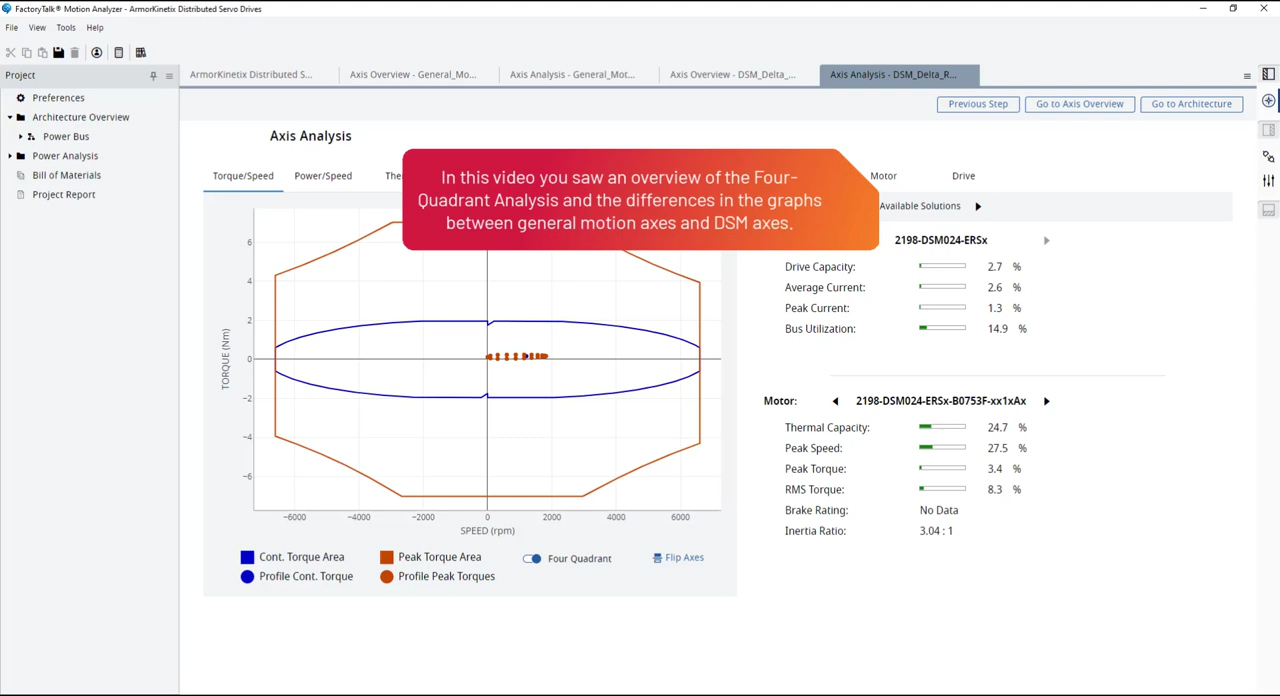 FactoryTalk® Motion Analyzer - ArmorKinetix Distributed Servo Drives
File View Tools Help
Project
ArmorKinetix Distributed S...
Axis Overview - General_Mo...
Axis Analysis - General_Mot...
Axis Overview - DSM_Delta_...
Axis Analysis - DSM_Delta_R...
Preferences
Architecture Overview
Power Bus
Power Analysis
Bill of Materials
Project Report
Previous Step
Go to Axis Overview
Go to Architecture
Axis Analysis
Torque/Speed
Power/Speed
Motor
Drive
In this video you saw an overview of the Four-
Quadrant Analysis and the differences in the graphs
between general motion axes and DSM axes.
Available Solutions
2198-DSM024-ERSx
Drive Capacity: 2.7 %
Average Current: 2.6 %
Peak Current: 1.3 %
Bus Utilization: 14.9 %
Motor: 2198-DSM024-ERSx-B0753F-xx1xAx
Thermal Capacity: 24.7 %
Peak Speed: 27.5 %
Peak Torque: 3.4 %
RMS Torque: 8.3 %
Brake Rating: No Data
Inertia Ratio: 3.04 : 1
TORQUE (Nm)
6
4
2
0
−2
−4
−6
−6000 −4000 −2000 0 2000 4000 6000
SPEED (rpm)
Cont. Torque Area
Peak Torque Area
Four Quadrant
Flip Axes
Profile Cont. Torque
Profile Peak Torques